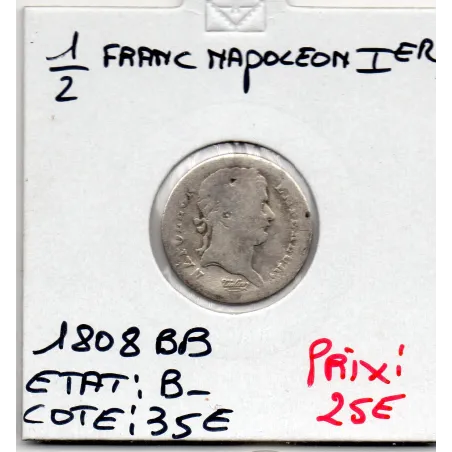 1/2 FRANC NAPOLEON IER
1808 BB
ETAT: B-
COTE: 35E
PRIX:
25E